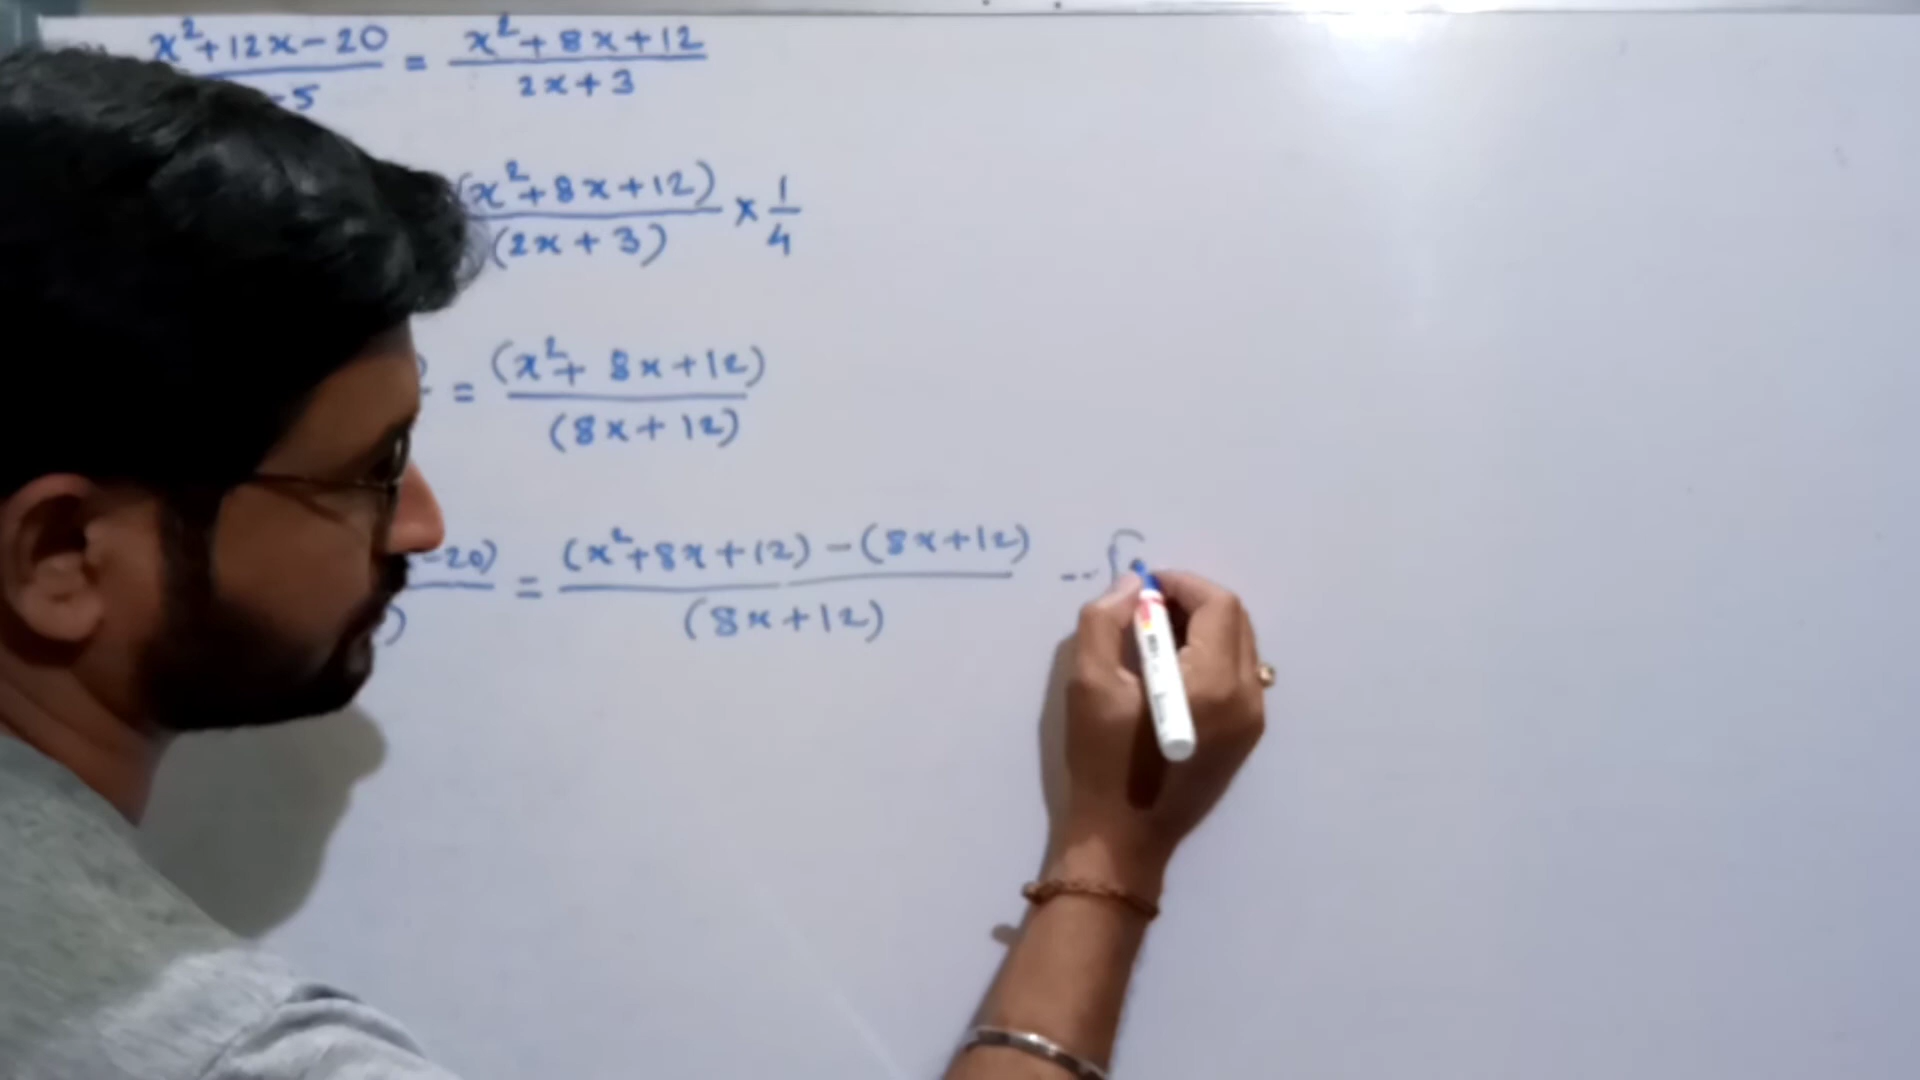 x²+12x-20 / -5 = x²+8x+12 / 2x+3
(x²+8x+12) / (2x+3) × 1/4
) = (x²+8x+12) / (8x+12)
-20) / ) = (x²+8x+12)-(8x+12) / (8x+12) --